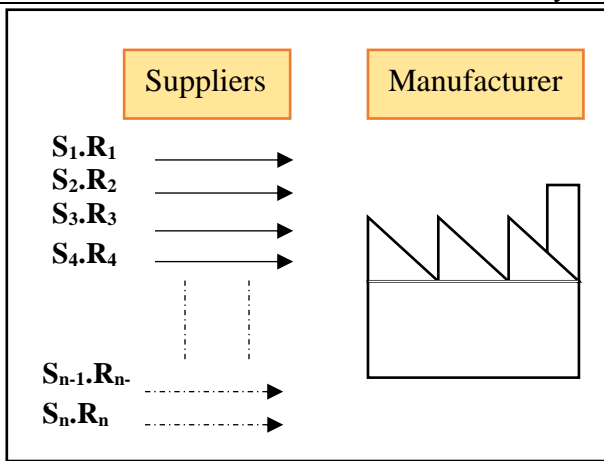 Suppliers Manufacturer
S₁.R₁
S₂.R₂
S₃.R₃
S₄.R₄
Sₙ₋₁.Rₙ₋
Sₙ.Rₙ